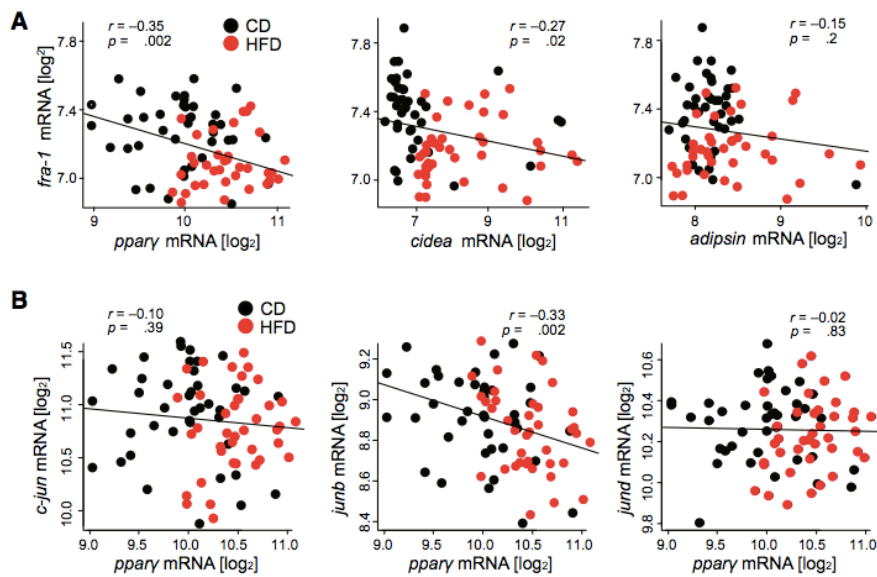 A
r = –0.35
p = .002
CD
HFD
r = –0.27
p = .02
r = –0.15
p = .2
fra-1 mRNA [log²]
7.8
7.4
7.0
9
10
11
pparγ mRNA [log₂]
7.8
7.4
7.0
7
9
11
cidea mRNA [log₂]
7.8
7.4
7.0
8
9
10
adipsin mRNA [log₂]
B
r = –0.10
p = .39
CD
HFD
r = –0.33
p = .002
r = –0.02
p = .83
c-jun mRNA [log₂]
11.5
11.0
10.5
10.0
9.0
9.5
10.0
10.5
11.0
pparγ mRNA [log₂]
junb mRNA [log₂]
9.2
9.0
8.8
8.6
8.4
9.0
9.5
10.0
10.5
11.0
pparγ mRNA [log₂]
jund mRNA [log₂]
10.6
10.4
10.2
10.0
9.8
9.0
9.5
10.0
10.5
11.0
pparγ mRNA [log₂]